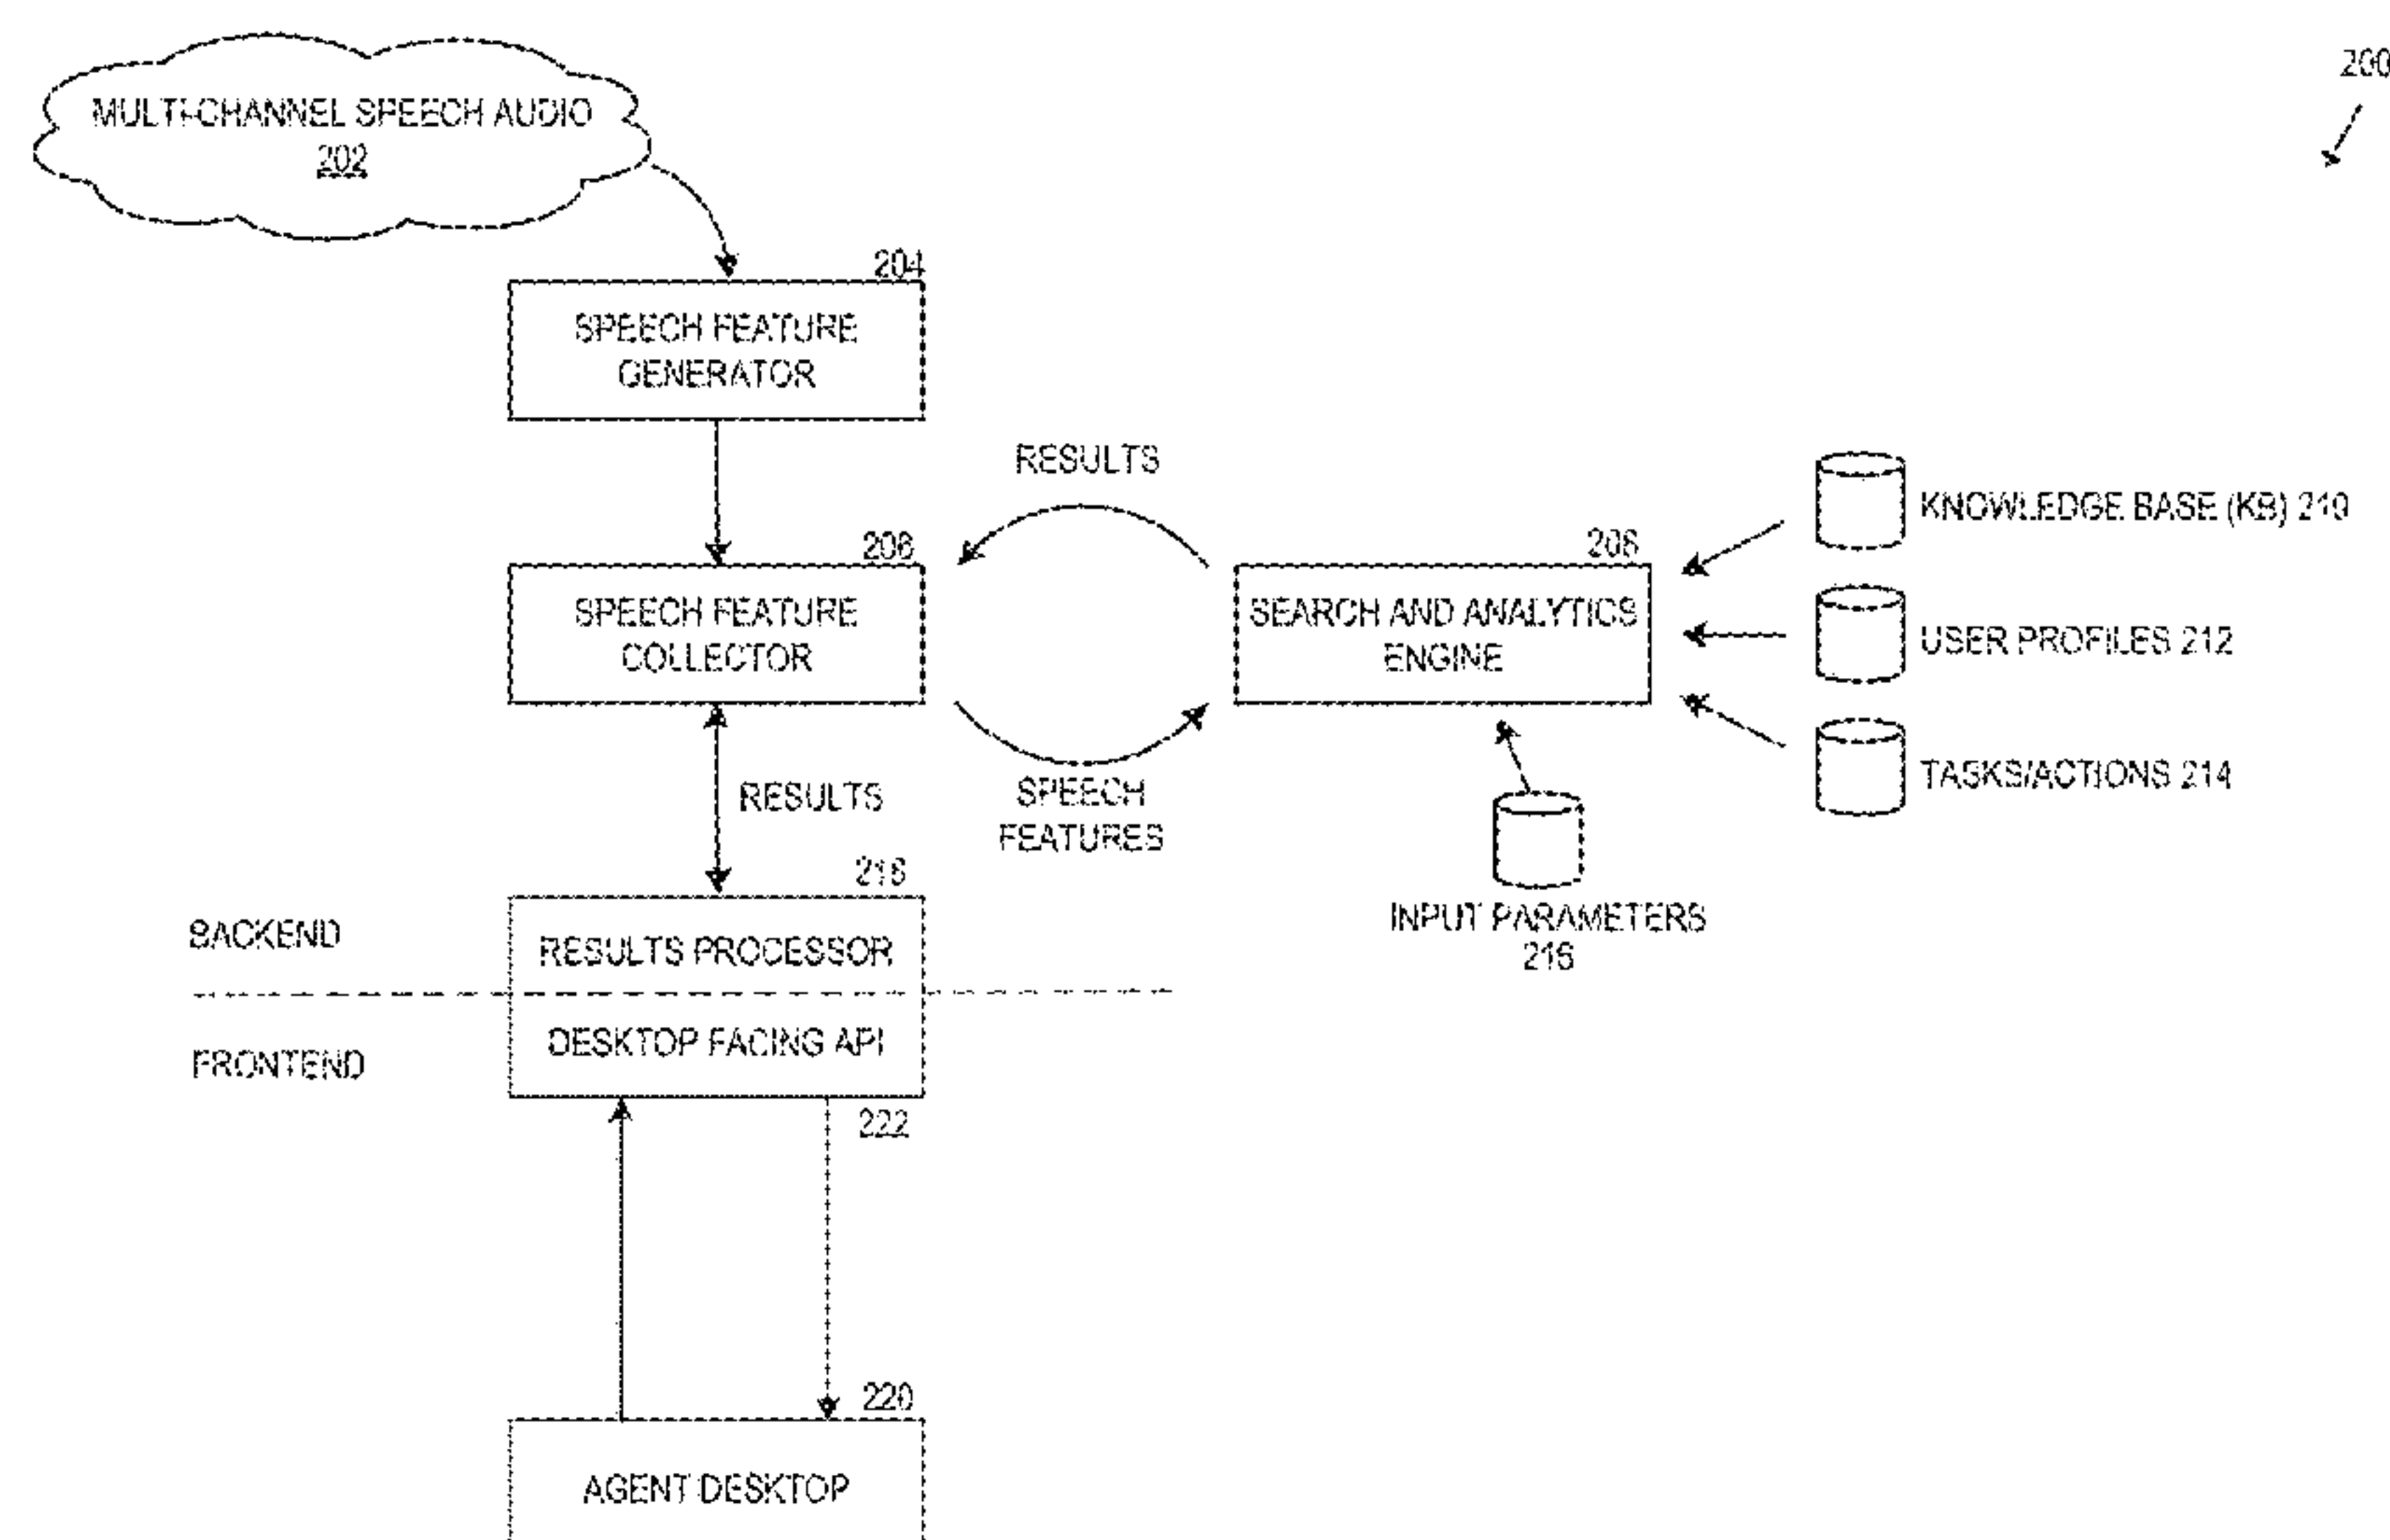 200
MULTI-CHANNEL SPEECH AUDIO
202
204
SPEECH FEATURE
GENERATOR
RESULTS
206
SPEECH FEATURE
COLLECTOR
208
SEARCH AND ANALYTICS
ENGINE
KNOWLEDGE BASE (KB) 210
USER PROFILES 212
TASKS/ACTIONS 214
RESULTS
SPEECH
FEATURES
INPUT PARAMETERS
216
218
BACKEND
RESULTS PROCESSOR
FRONTEND
DESKTOP FACING API
222
220
AGENT DESKTOP